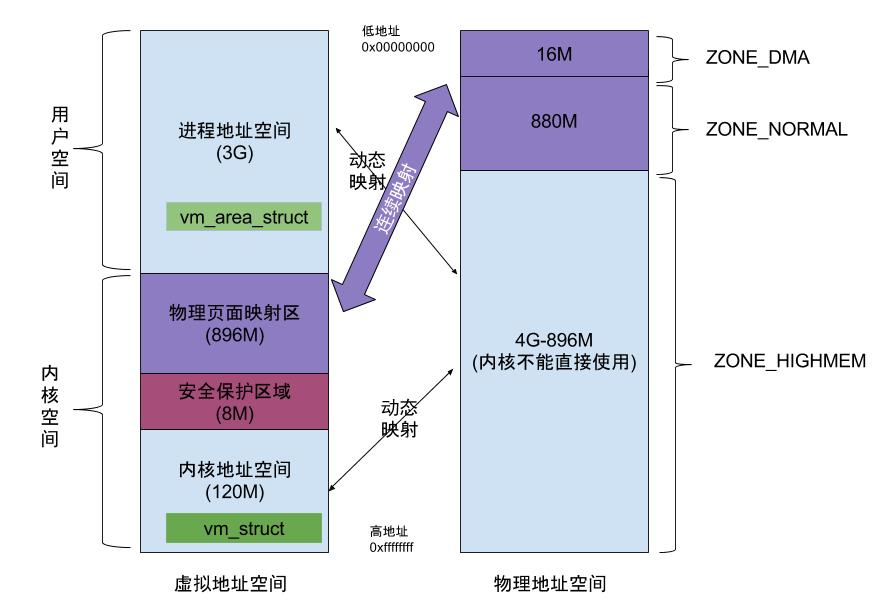 低地址
0x00000000
用
户
空
间
进程地址空间
(3G)
vm_area_struct
内
核
空
间
物理页面映射区
(896M)
安全保护区域
(8M)
内核地址空间
(120M)
vm_struct
虚拟地址空间
动态
映射
连续映射
动态
映射
高地址
0xffffffff
16M
880M
4G-896M
(内核不能直接使用)
物理地址空间
ZONE_DMA
ZONE_NORMAL
ZONE_HIGHMEM